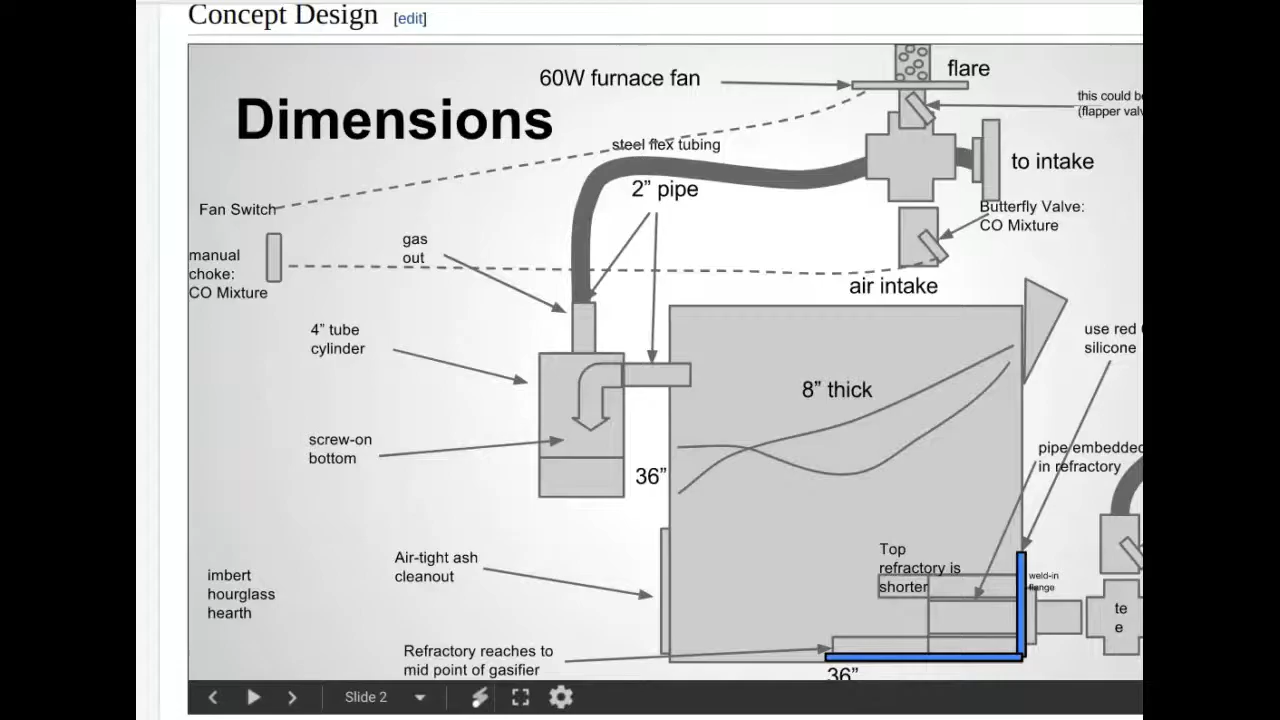 Concept Design [edit]
60W furnace fan
flare
Dimensions
this could be
(flapper valv
steel flex tubing
to intake
2” pipe
Fan Switch
Butterfly Valve:
CO Mixture
gas
out
manual
choke:
CO Mixture
air intake
4” tube
cylinder
use red
silicone
8” thick
screw-on
bottom
pipe embedded
in refractory
36”
Top
refractory is
shorter
Air-tight ash
cleanout
weld-in
flange
imbert
hourglass
hearth
te
e
Refractory reaches to
mid point of gasifier
36”
Slide 2